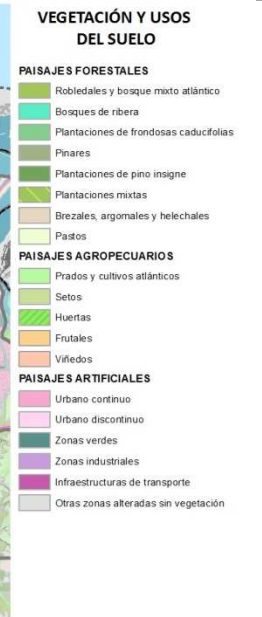 VEGETACIÓN Y USOS
DEL SUELO
PAISAJES FORESTALES
Robledales y bosque mixto atlántico
Bosques de ribera
Plantaciones de frondosas caducifolias
Pinares
Plantaciones de pino insigne
Plantaciones mixtas
Brezales, argomales y helechales
Pastos
PAISAJES AGROPECUARIOS
Prados y cultivos atlánticos
Setos
Huertas
Frutales
Viñedos
PAISAJES ARTIFICIALES
Urbano continuo
Urbano discontinuo
Zonas verdes
Zonas industriales
Infraestructuras de transporte
Otras zonas alteradas sin vegetación